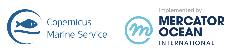 Copernicus
Marine Service
Implemented by
MERCATOR
OCEAN
INTERNATIONAL